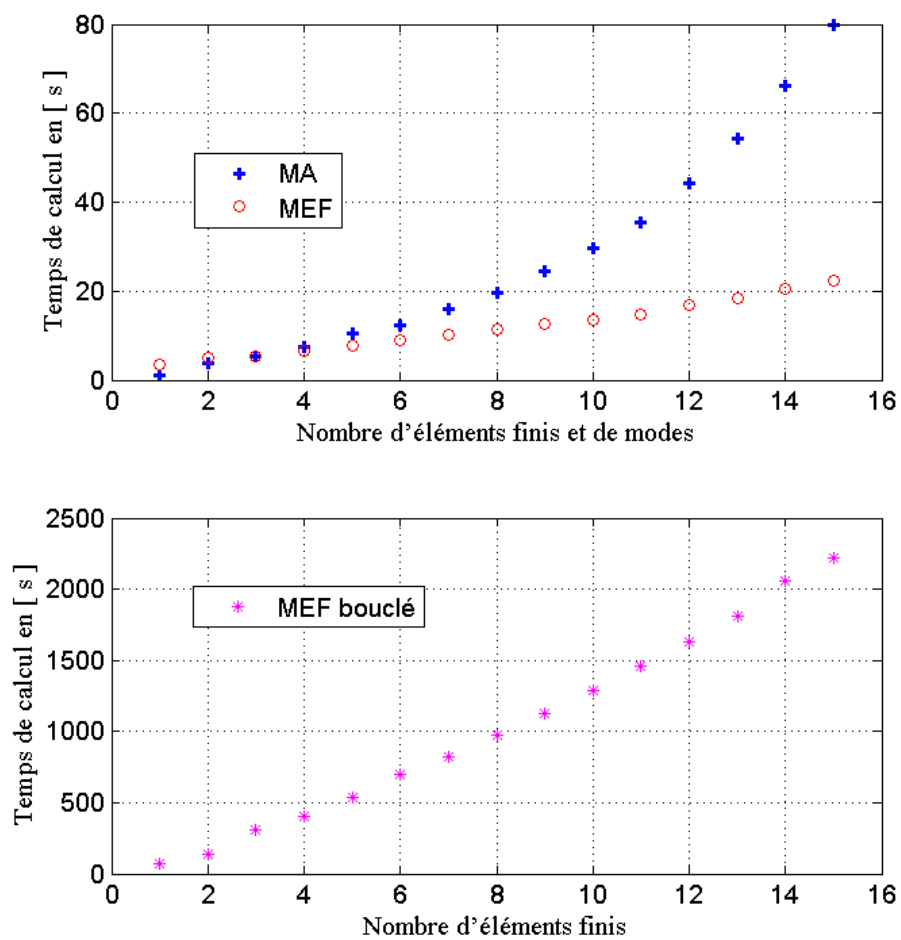 80
60
40
20
0
Temps de calcul en [ s ]
MA
MEF
0 2 4 6 8 10 12 14 16
Nombre d’éléments finis et de modes
2500
2000
1500
1000
500
0
Temps de calcul en [ s ]
MEF bouclé
0 2 4 6 8 10 12 14 16
Nombre d’éléments finis